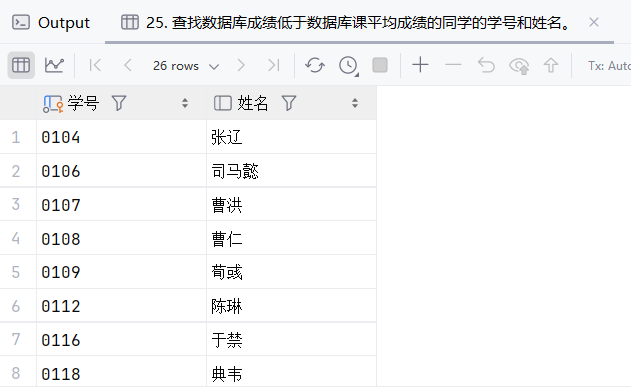 Output 25. 查找数据库成绩低于数据库课平均成绩的同学的学号和姓名。
26 rows Tx: Auto
学号 姓名
1 0104 张辽
2 0106 司马懿
3 0107 曹洪
4 0108 曹仁
5 0109 荀彧
6 0112 陈琳
7 0116 于禁
8 0118 典韦